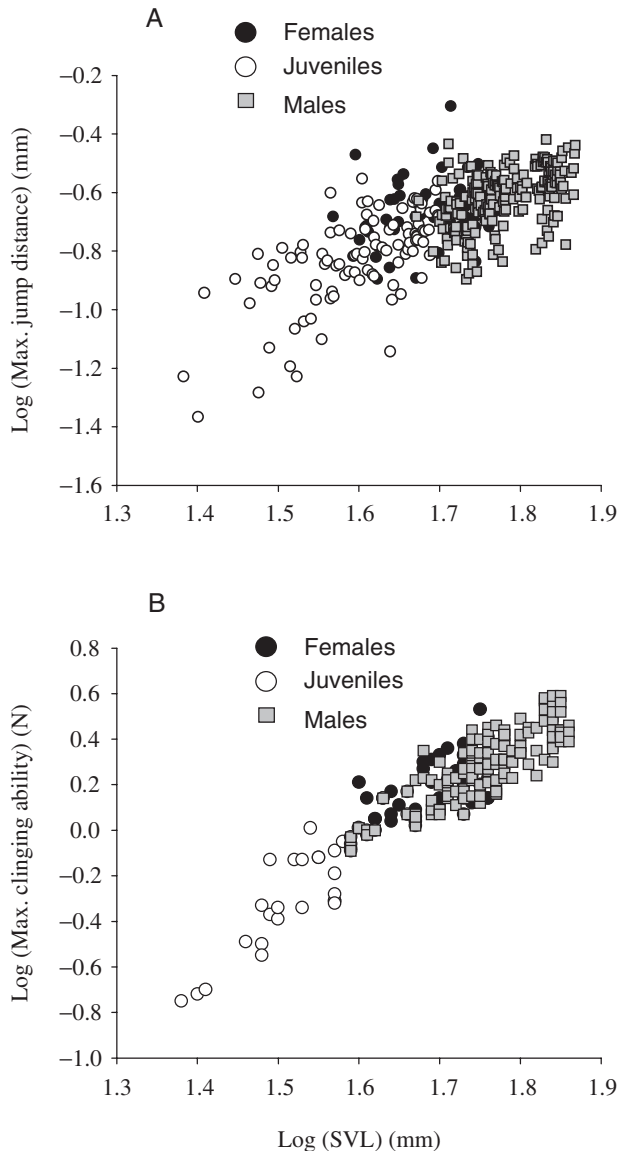 A
Females
Juveniles
Males
Log (Max. jump distance) (mm)
−0.2
−0.4
−0.6
−0.8
−1.0
−1.2
−1.4
−1.6
1.3 1.4 1.5 1.6 1.7 1.8 1.9
B
Females
Juveniles
Males
Log (Max. clinging ability) (N)
0.8
0.6
0.4
0.2
0.0
−0.2
−0.4
−0.6
−0.8
−1.0
1.3 1.4 1.5 1.6 1.7 1.8 1.9
Log (SVL) (mm)